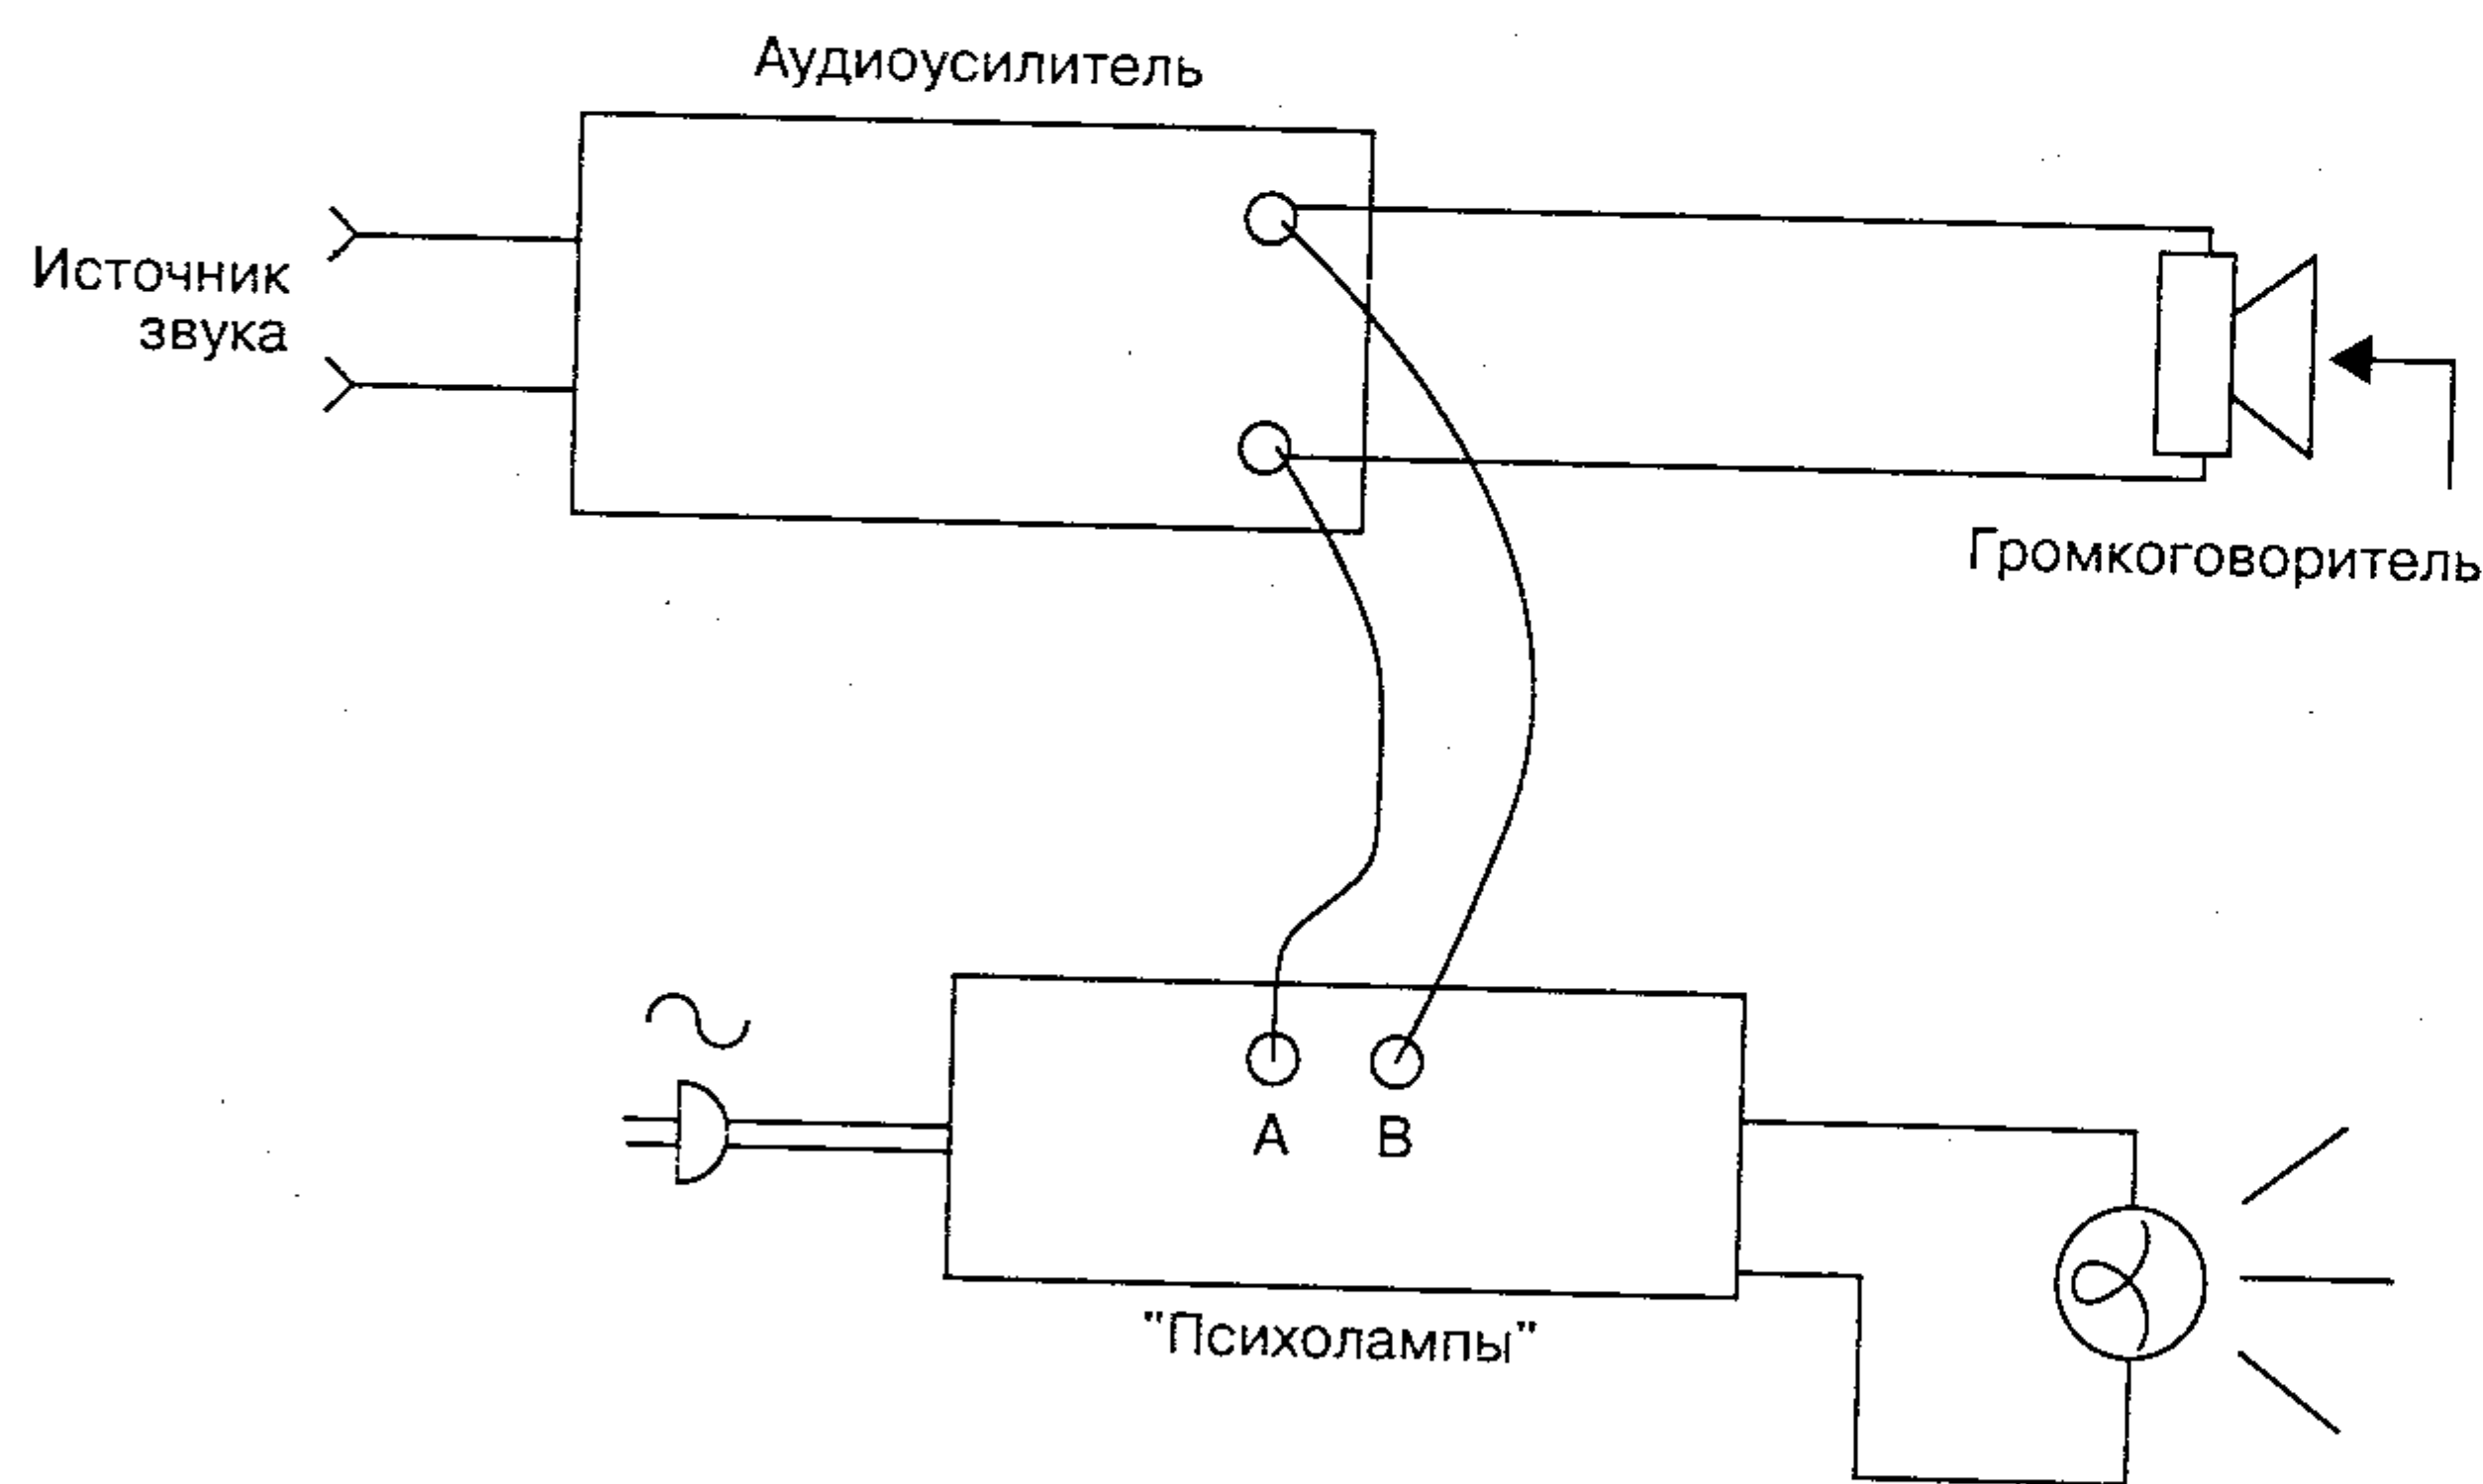 Аудиоусилитель
Источник
звука
Громкоговоритель
A
B
"Психолампы"